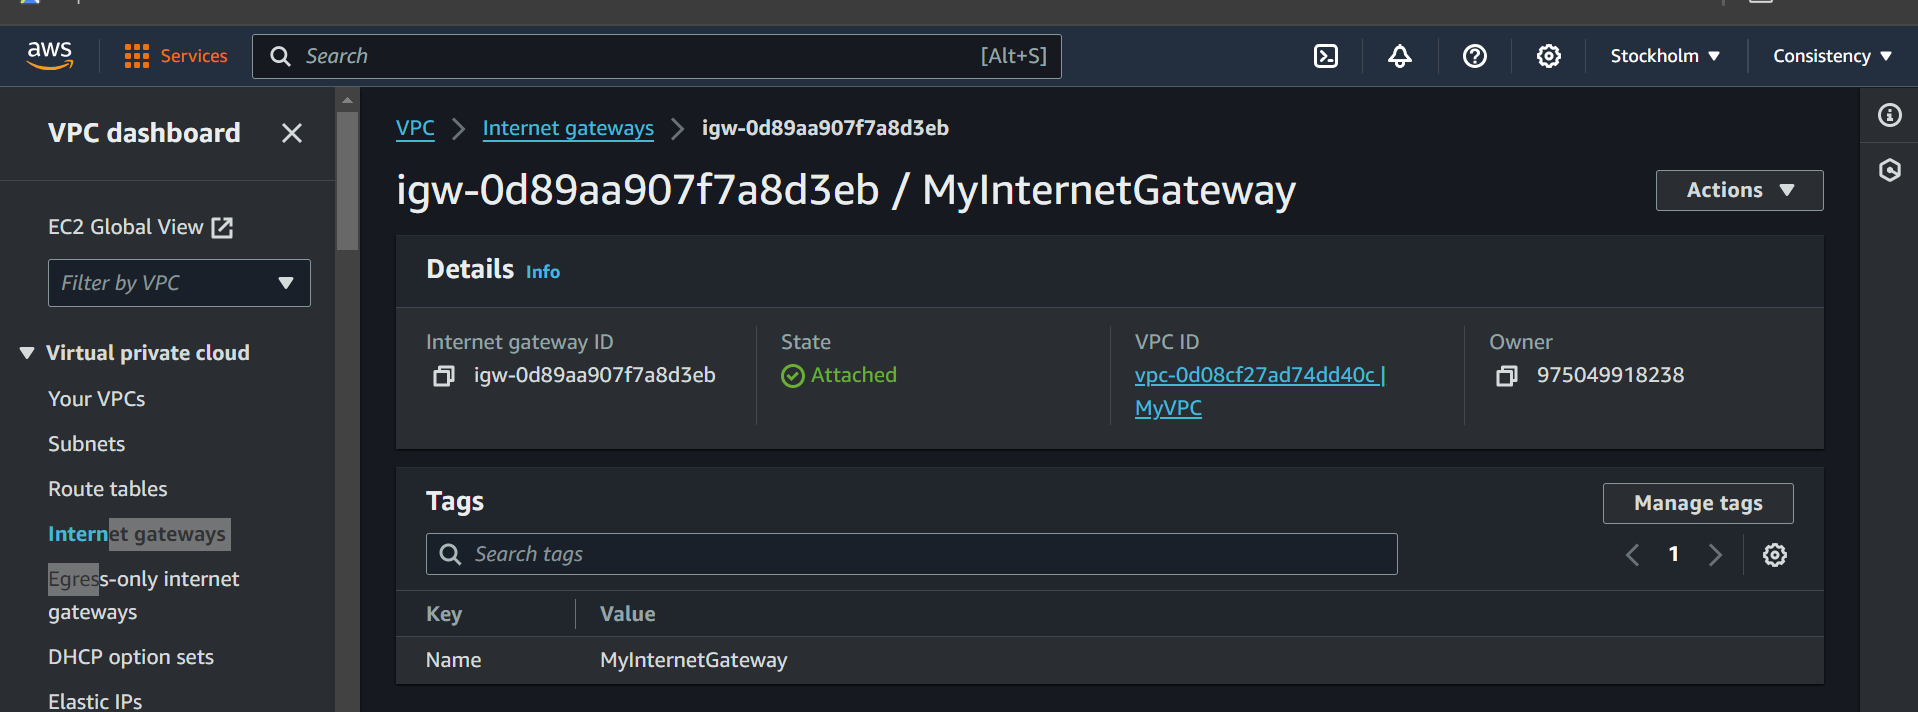 aws
Services
Search
[Alt+S]
Stockholm
Consistency
VPC dashboard
EC2 Global View
Filter by VPC
Virtual private cloud
Your VPCs
Subnets
Route tables
Internet gateways
Egress-only internet
gateways
DHCP option sets
Elastic IPs
VPC
Internet gateways
igw-0d89aa907f7a8d3eb
igw-0d89aa907f7a8d3eb / MyInternetGateway
Actions
Details Info
Internet gateway ID
igw-0d89aa907f7a8d3eb
State
Attached
VPC ID
vpc-0d08cf27ad74dd40c |
MyVPC
Owner
975049918238
Tags
Manage tags
Search tags
1
Key
Value
Name
MyInternetGateway